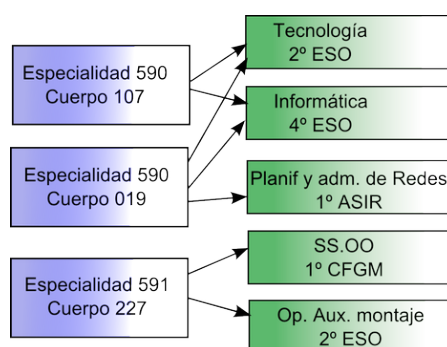 Especialidad 590
Cuerpo 107
Especialidad 590
Cuerpo 019
Especialidad 591
Cuerpo 227
Tecnología
2º ESO
Informática
4º ESO
Planif y adm. de Redes
1º ASIR
SS.OO
1º CFGM
Op. Aux. montaje
2º ESO